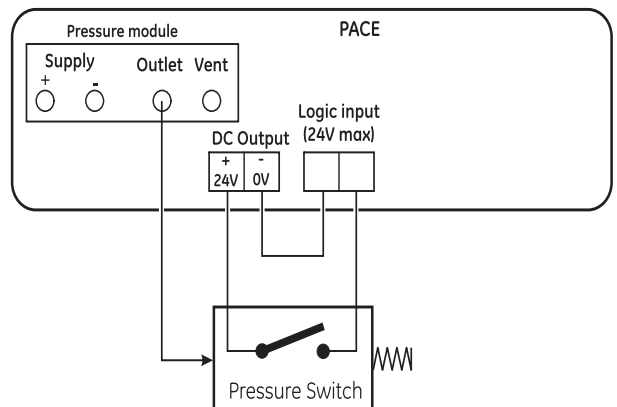 PACE
Pressure module
Supply
Outlet
Vent
+
-
Logic input
(24V max)
DC Output
+
-
24V
0V
Pressure Switch